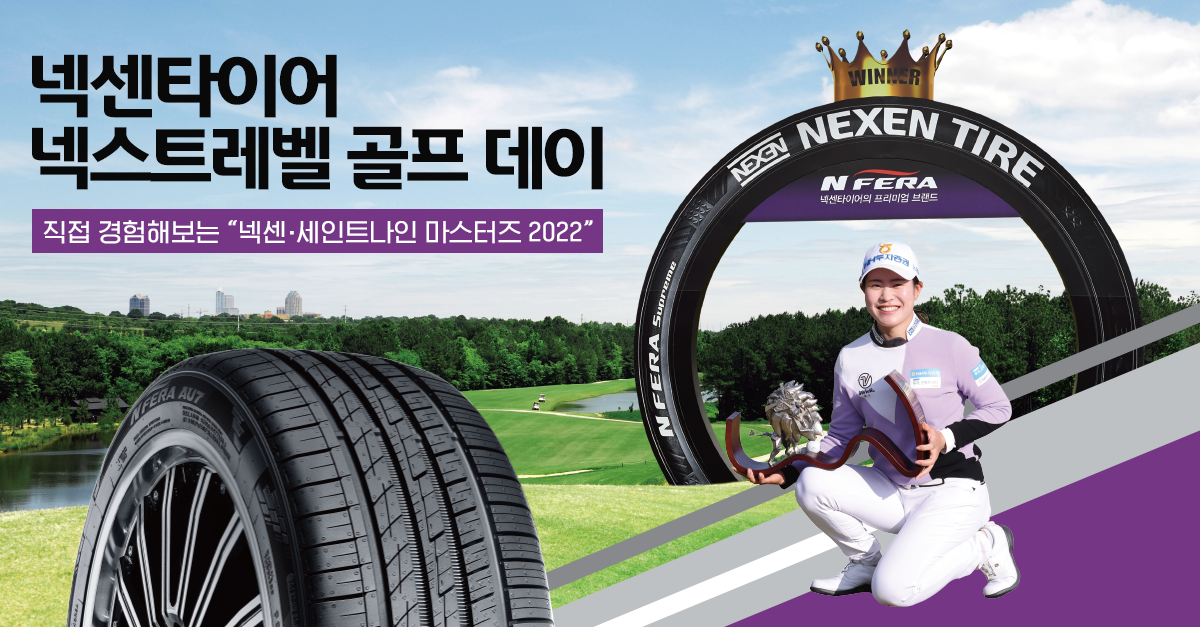 넥센타이어
넥스트레벨 골프 데이
직접 경험해보는 “넥센·세인트나인 마스터즈 2022”
WINNER
NEXEN NEXEN TIRE
N FERA
넥센타이어의 프리미엄 브랜드
N FERA Supreme
N FERA AU7